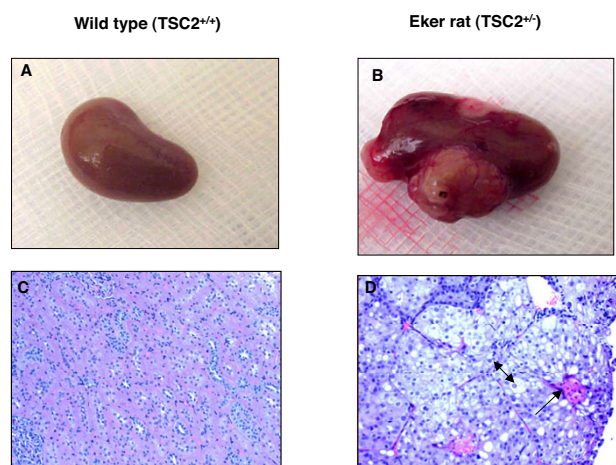 Wild type (TSC2+/+)
Eker rat (TSC2+/-)
A
B
C
D